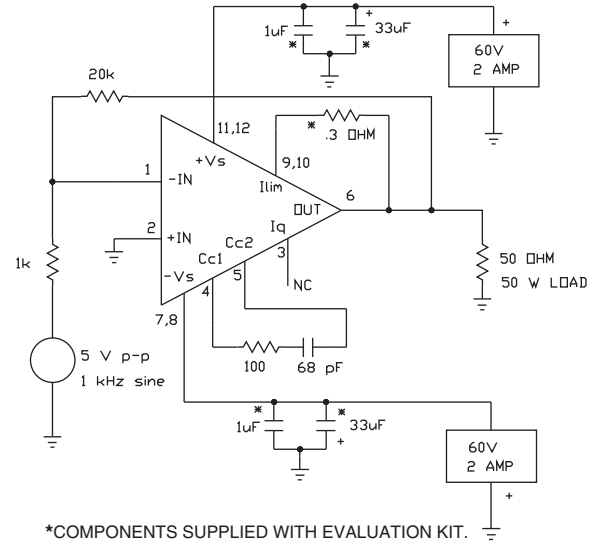 +
1uF
*
+
33uF
*
60V
2 AMP
20k
11,12
+Vs
*
.3 OHM
9,10
Ilim
1
-IN
6
OUT
2
+IN
Iq
3
Cc2
5
Cc1
4
-Vs
7,8
NC
1k
50 OHM
50 W LOAD
5 V p-p
1 kHz sine
100
68 pF
*
1uF
*
33uF
+
60V
2 AMP
+
*COMPONENTS SUPPLIED WITH EVALUATION KIT.